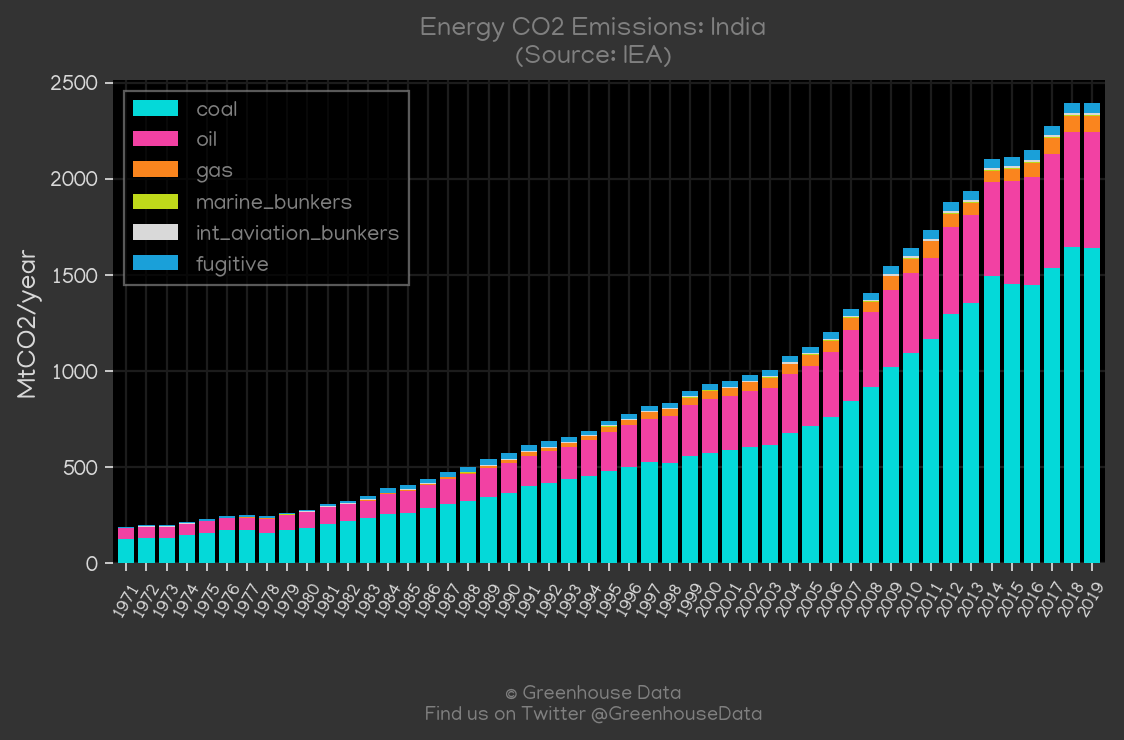 Energy CO2 Emissions: India
(Source: IEA)
MtCO2/year
2500
2000
1500
1000
500
0
coal
oil
gas
marine_bunkers
int_aviation_bunkers
fugitive
1971 1972 1973 1974 1975 1976 1977 1978 1979 1980 1981 1982 1983 1984 1985 1986 1987 1988 1989 1990 1991 1992 1993 1994 1995 1996 1997 1998 1999 2000 2001 2002 2003 2004 2005 2006 2007 2008 2009 2010 2011 2012 2013 2014 2015 2016 2017 2018 2019
© Greenhouse Data
Find us on Twitter @GreenhouseData